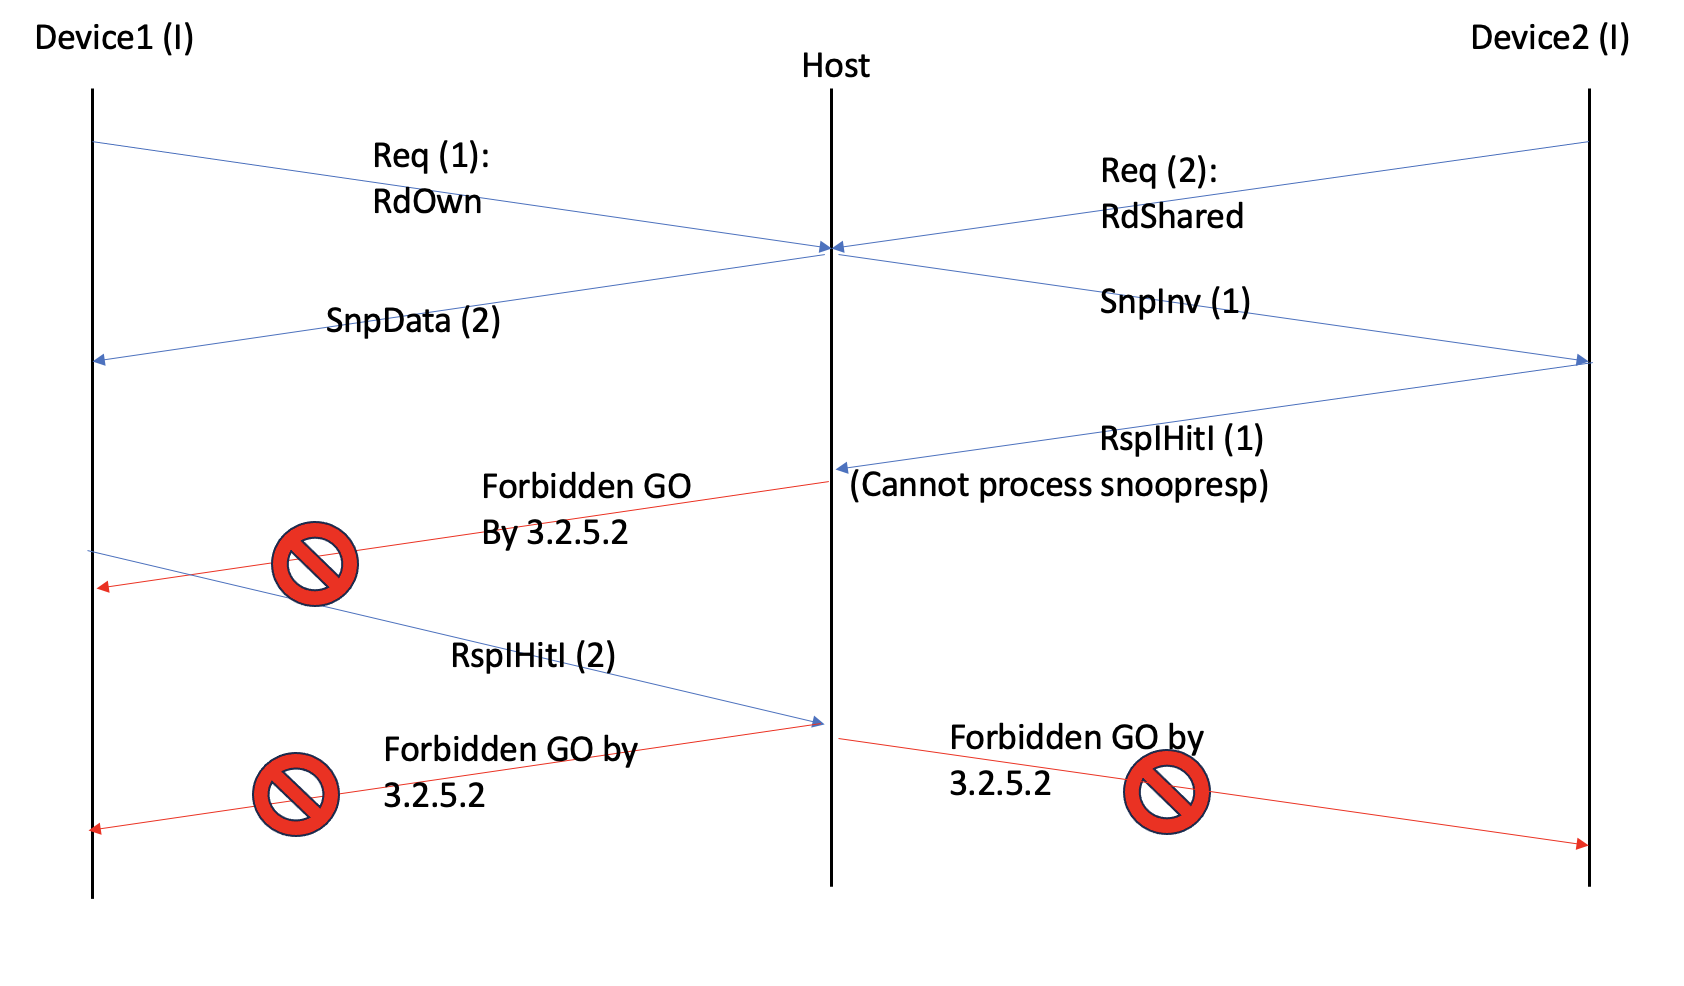 Device1 (I)
Host
Device2 (I)
Req (1):
RdOwn
Req (2):
RdShared
SnpData (2)
SnpInv (1)
RspIHitI (1)
(Cannot process snoopresp)
Forbidden GO
By 3.2.5.2
RspIHitI (2)
Forbidden GO by
3.2.5.2
Forbidden GO by
3.2.5.2